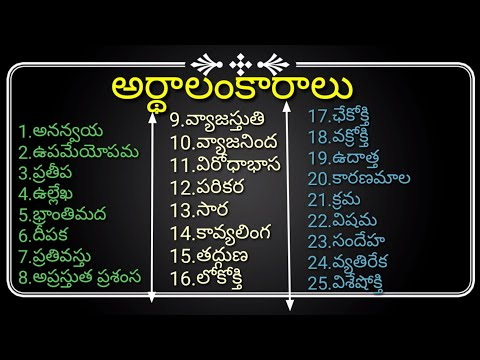 అర్థాలంకారాలు
1.అనన్వయ
2.ఉపమేయోపమ
3.ప్రతీప
4.ఉల్లేఖ
5.భ్రాంతిమద
6.దీపక
7.ప్రతివస్తు
8.అప్రస్తుత ప్రశంస
9.వ్యాజస్తుతి
10.వ్యాజనింద
11.విరోధాభాస
12.పరికర
13.సార
14.కావ్యలింగ
15.తద్గుణ
16.లోకోక్తి
17.ఛేకోక్తి
18.వక్రోక్తి
19.ఉదాత్త
20.కారణమాల
21.క్రమ
22.విషమ
23.సందేహ
24.వ్యతిరేక
25.విశేషోక్తి